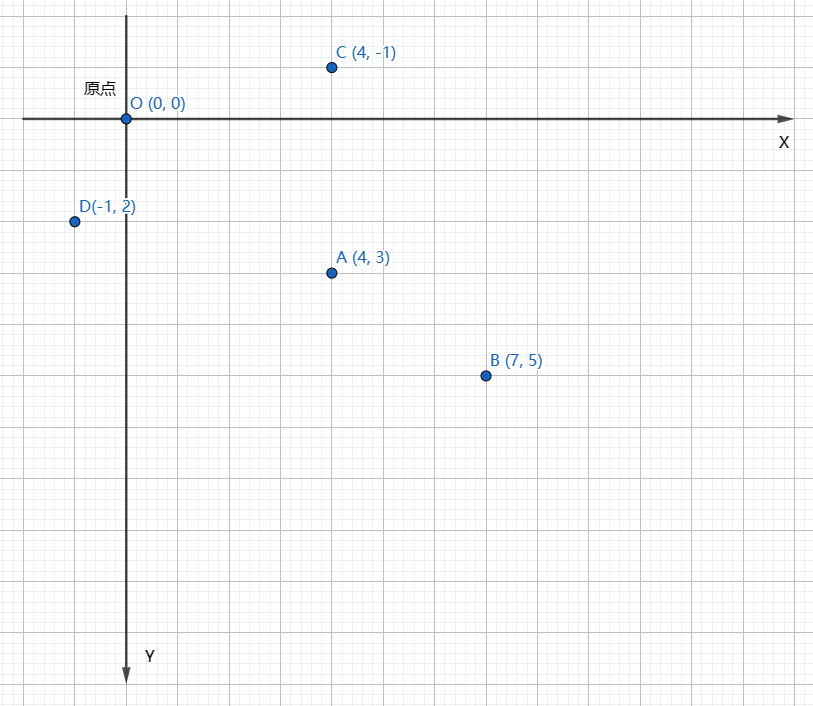 C (4, -1)
原点
O (0, 0)
X
D(-1, 2)
A (4, 3)
B (7, 5)
Y